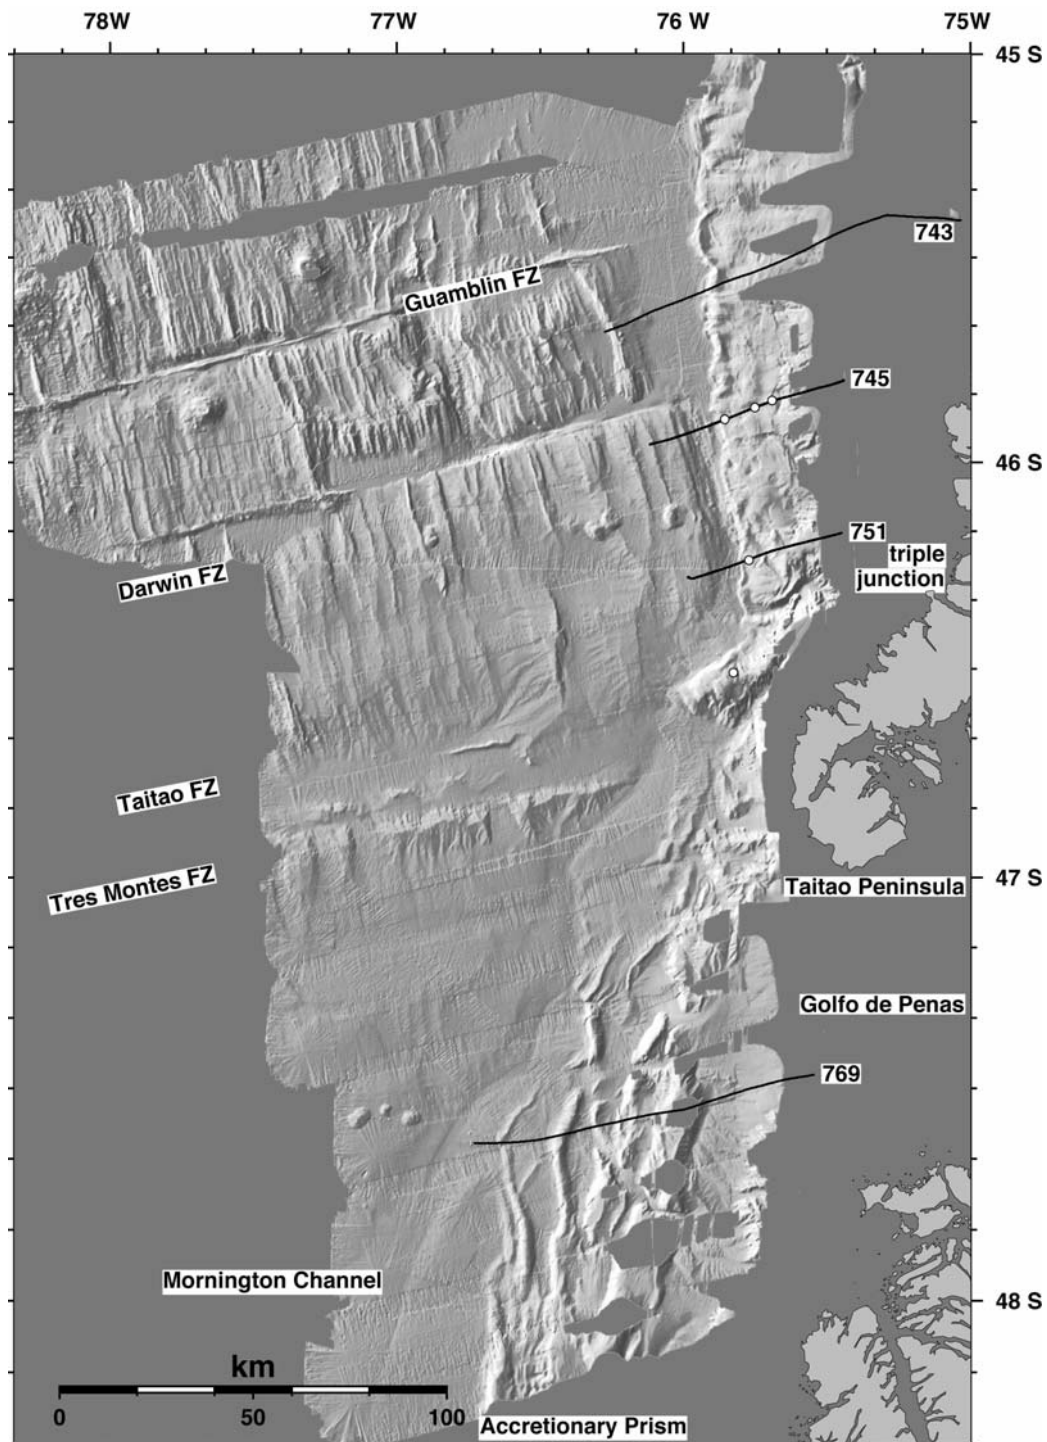 78W
77W
76 W
75W
45 S
743
Guamblin FZ
745
46 S
751
triple
junction
Darwin FZ
Taitao FZ
Tres Montes FZ
47 S
Taitao Peninsula
Golfo de Penas
769
Mornington Channel
48 S
km
0
50
100
Accretionary Prism